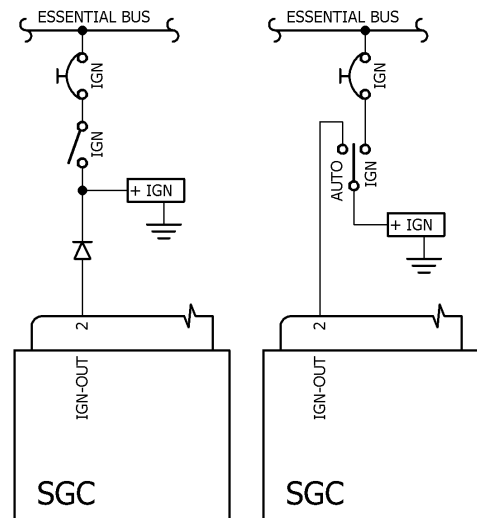 ESSENTIAL BUS
IGN
IGN
+ IGN
2
IGN-OUT
SGC
ESSENTIAL BUS
IGN
AUTO
IGN
+ IGN
2
IGN-OUT
SGC